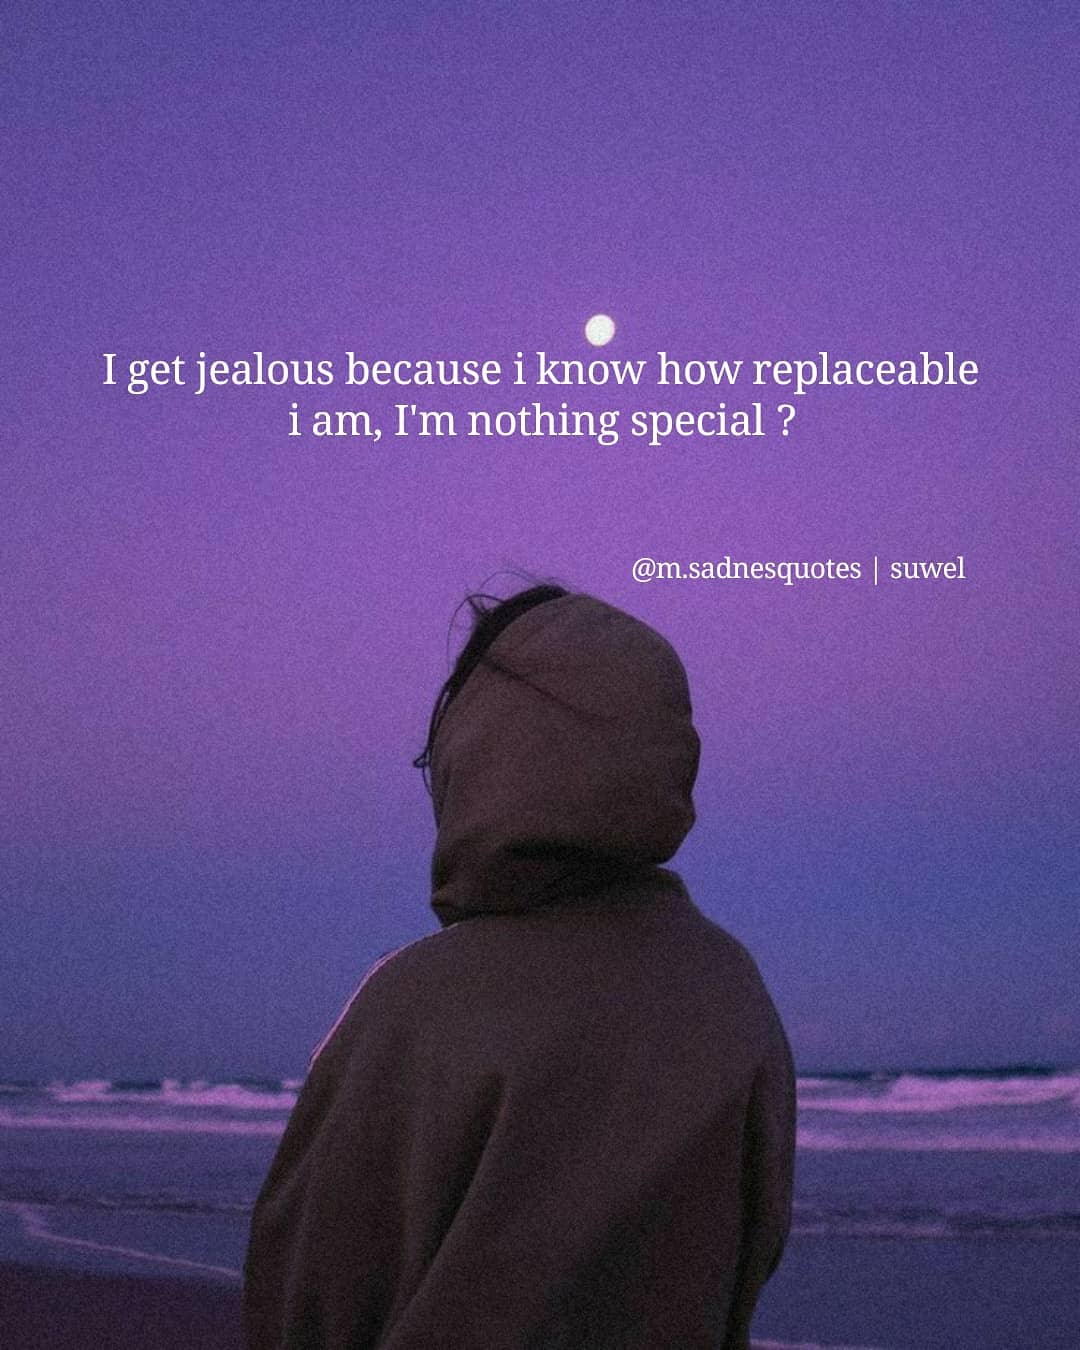 I get jealous because i know how replaceable
i am, I'm nothing special ?
@m.sadnesquotes | suwel